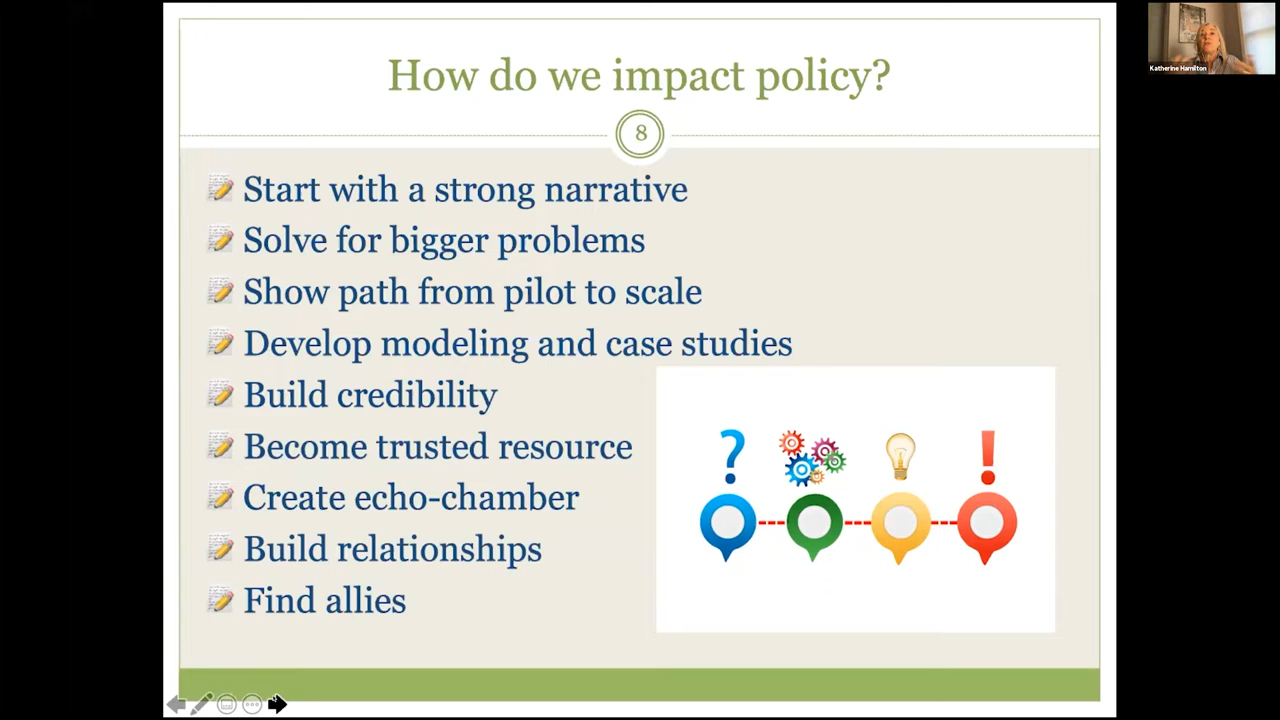 How do we impact policy?
8
Start with a strong narrative
Solve for bigger problems
Show path from pilot to scale
Develop modeling and case studies
Build credibility
Become trusted resource
Create echo-chamber
Build relationships
Find allies
?
!
Katherine Hamilton